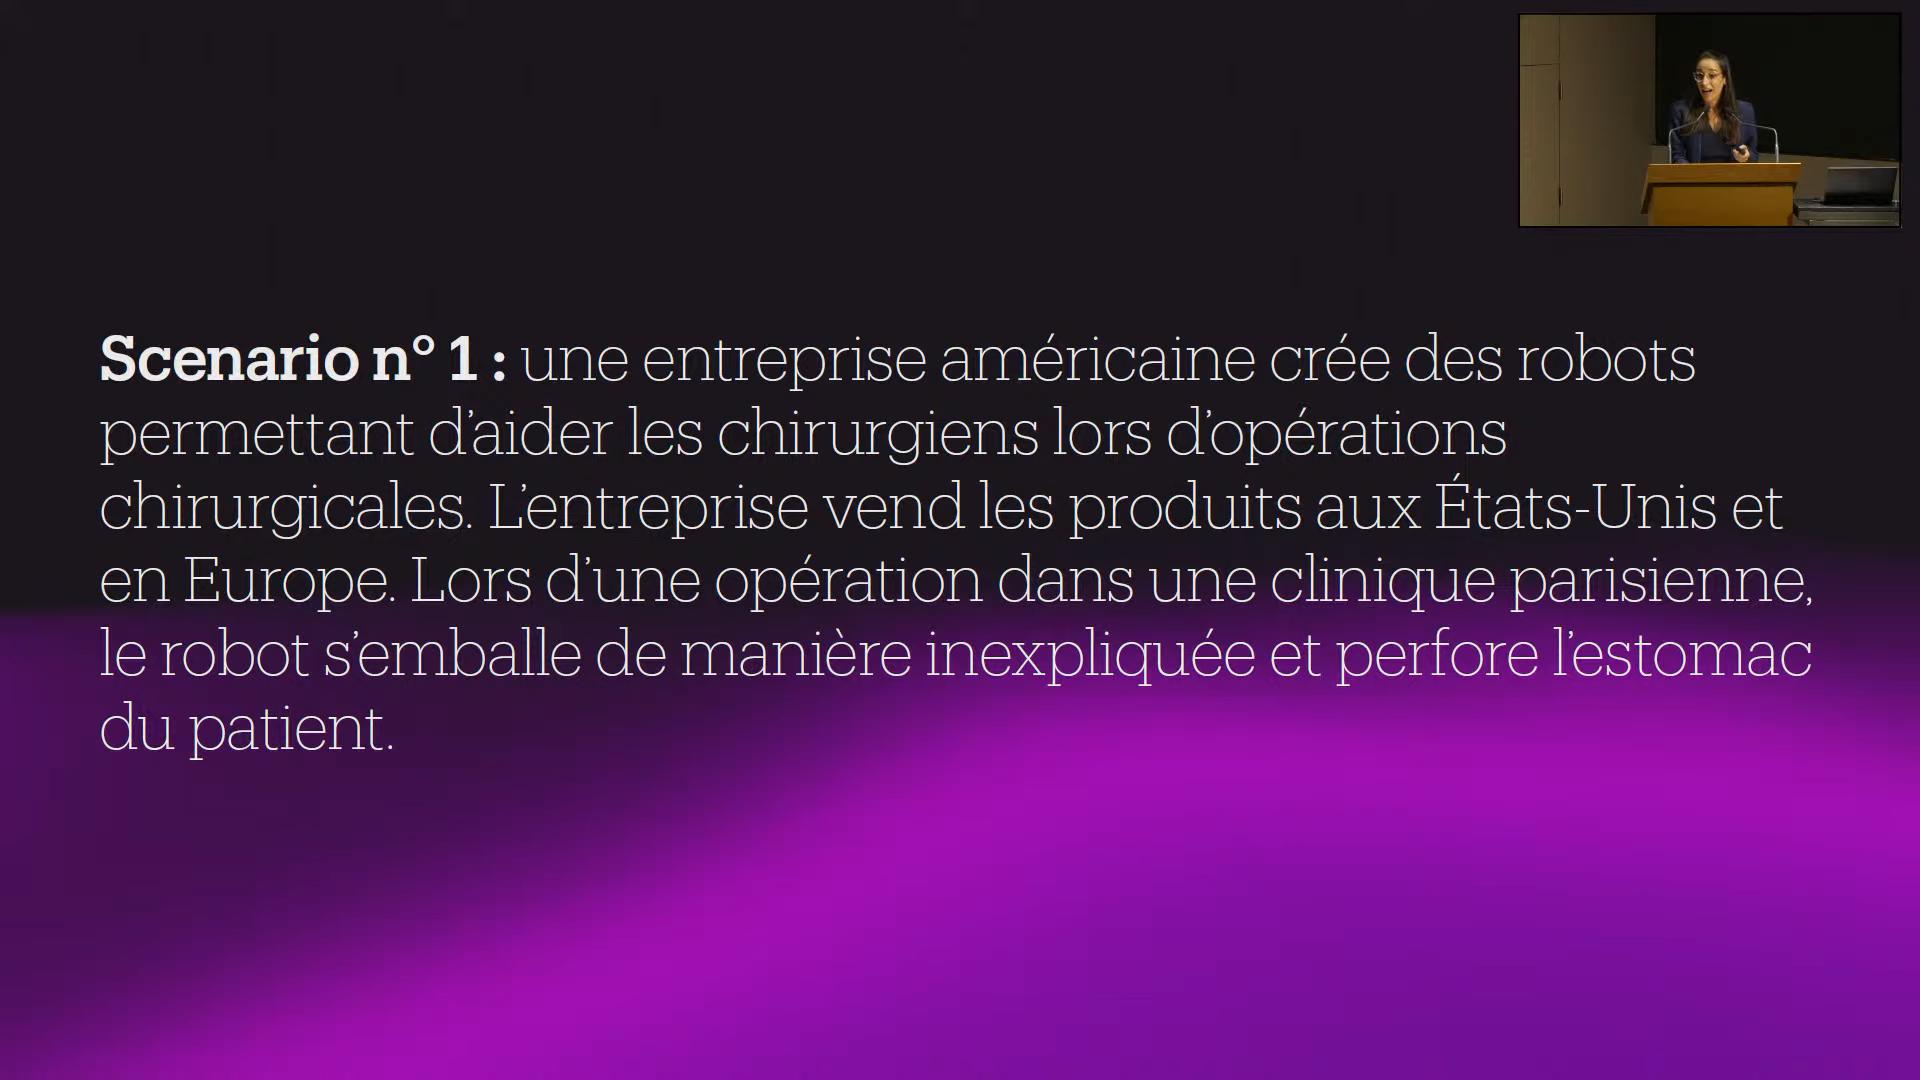 Scenario n° 1 : une entreprise américaine crée des robots
permettant d’aider les chirurgiens lors d’opérations
chirurgicales. L’entreprise vend les produits aux États-Unis et
en Europe. Lors d’une opération dans une clinique parisienne,
le robot s’emballe de manière inexpliquée et perfore l’estomac
du patient.